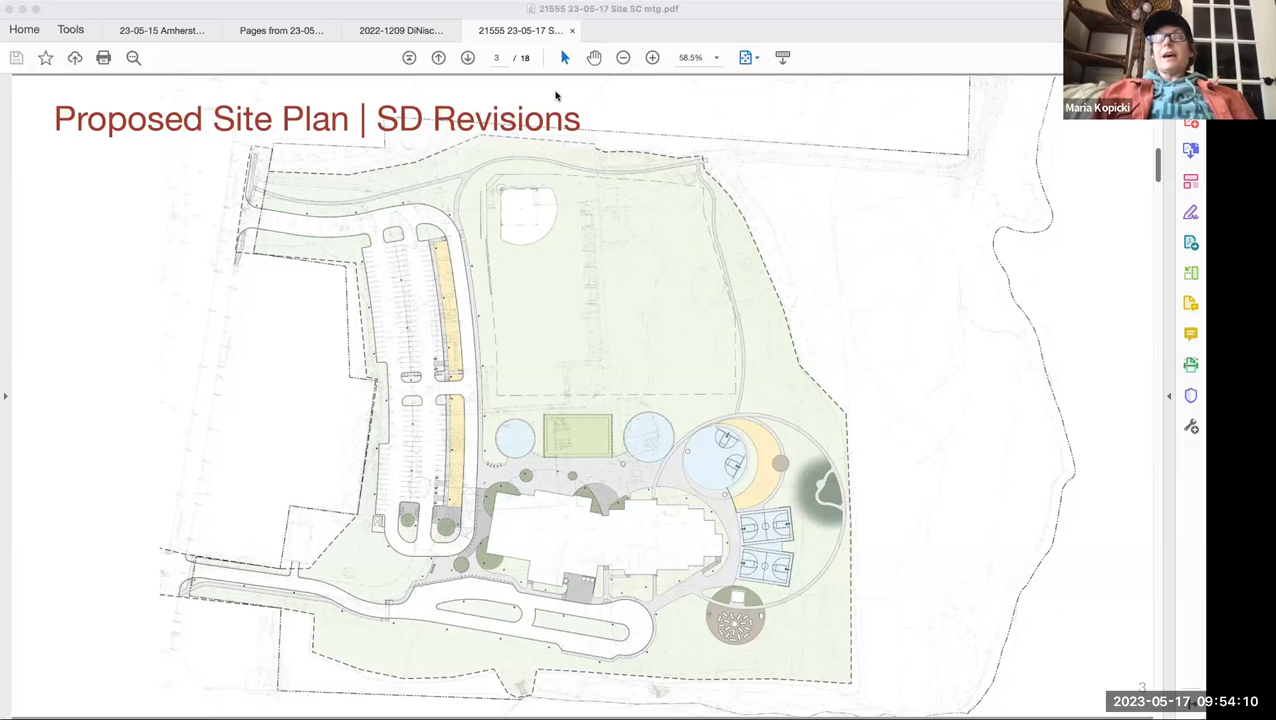 21555 23-05-17 Site SC mtg.pdf
Home Tools 23-05-15 Amherst... Pages from 23-05... 2022-1209 DiNisc... 21555 23-05-17 S... ×
3 / 18 58.5%
Maria Kopicki
Proposed Site Plan | SD Revisions
3
2023-05-17 09:54:10